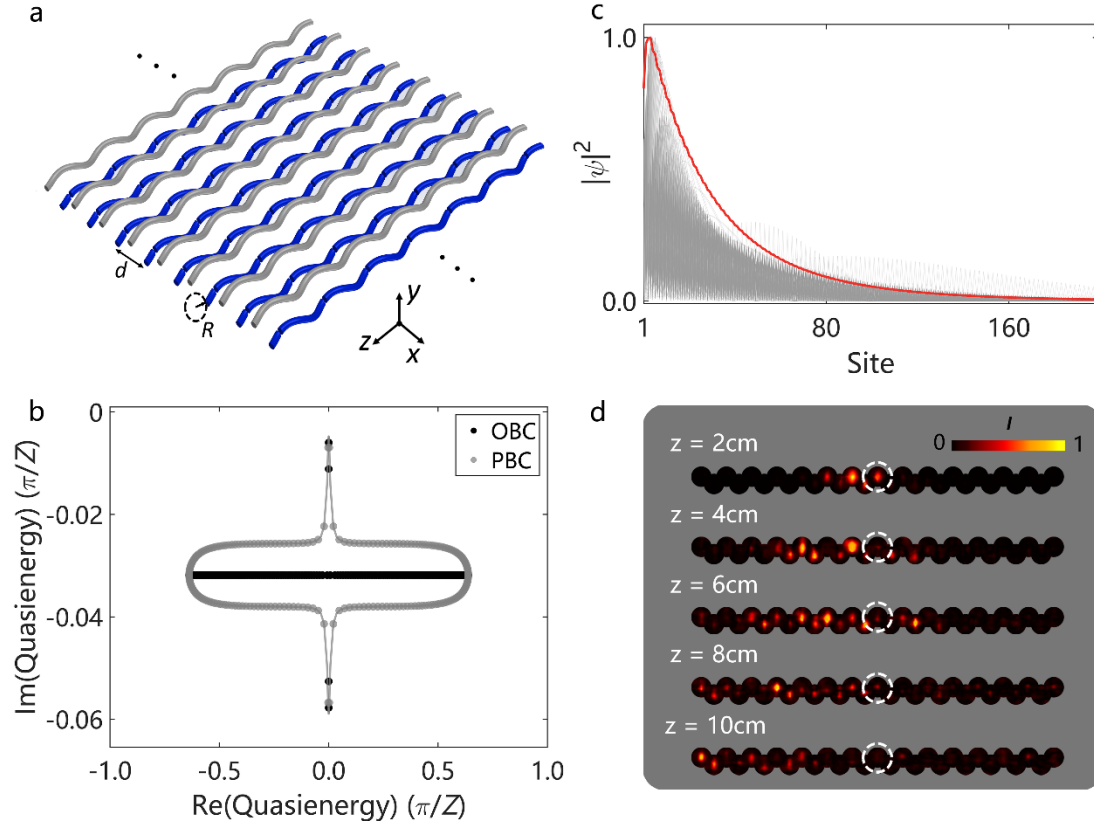 a
d
R
y
z
x
b
Im(Quasienergy) (π/Z)
0
-0.02
-0.04
-0.06
OBC
PBC
-1.0
-0.5
0.0
0.5
1.0
Re(Quasienergy) (π/Z)
c
|ψ|²
1.0
0.0
1
80
160
Site
d
I
0
1
z = 2cm
z = 4cm
z = 6cm
z = 8cm
z = 10cm